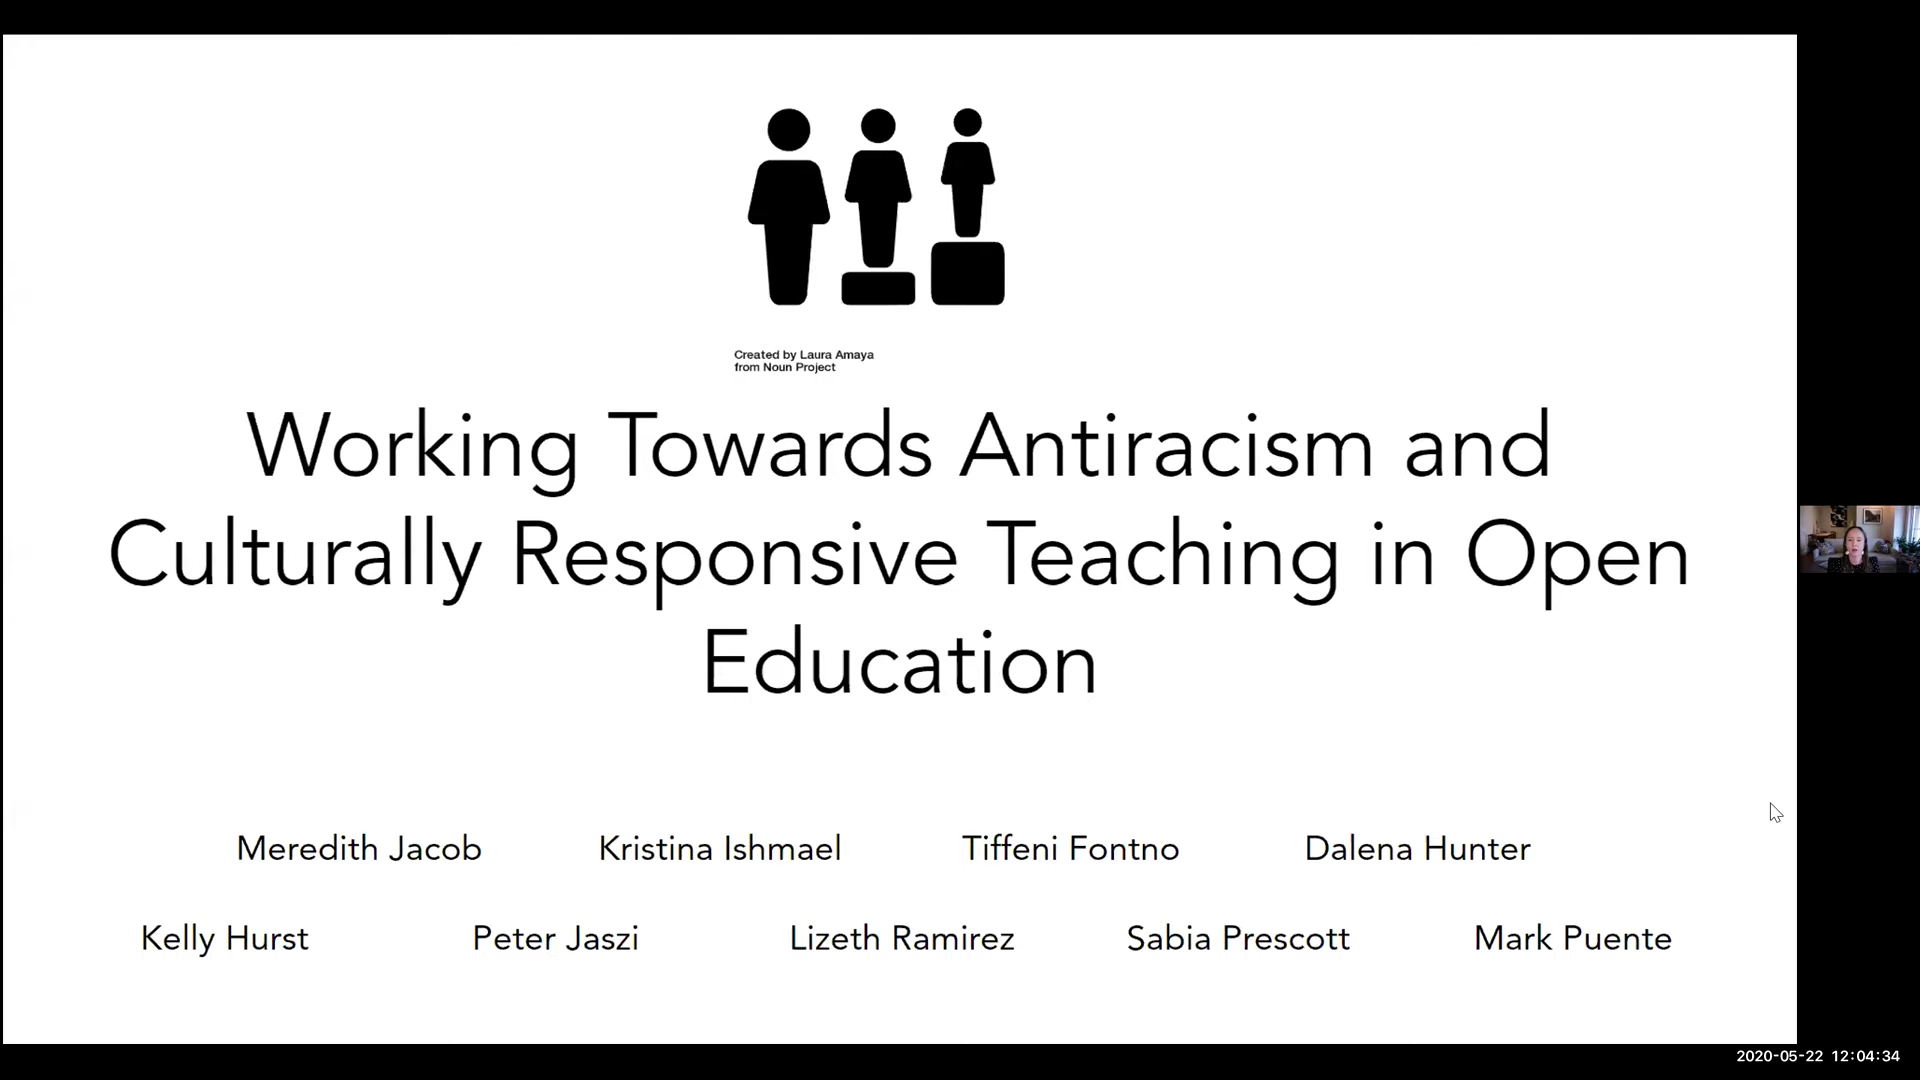 Created by Laura Amaya
from Noun Project
Working Towards Antiracism and
Culturally Responsive Teaching in Open
Education
Meredith Jacob Kristina Ishmael Tiffeni Fontno Dalena Hunter
Kelly Hurst Peter Jaszi Lizeth Ramirez Sabia Prescott Mark Puente
2020-05-22 12:04:34